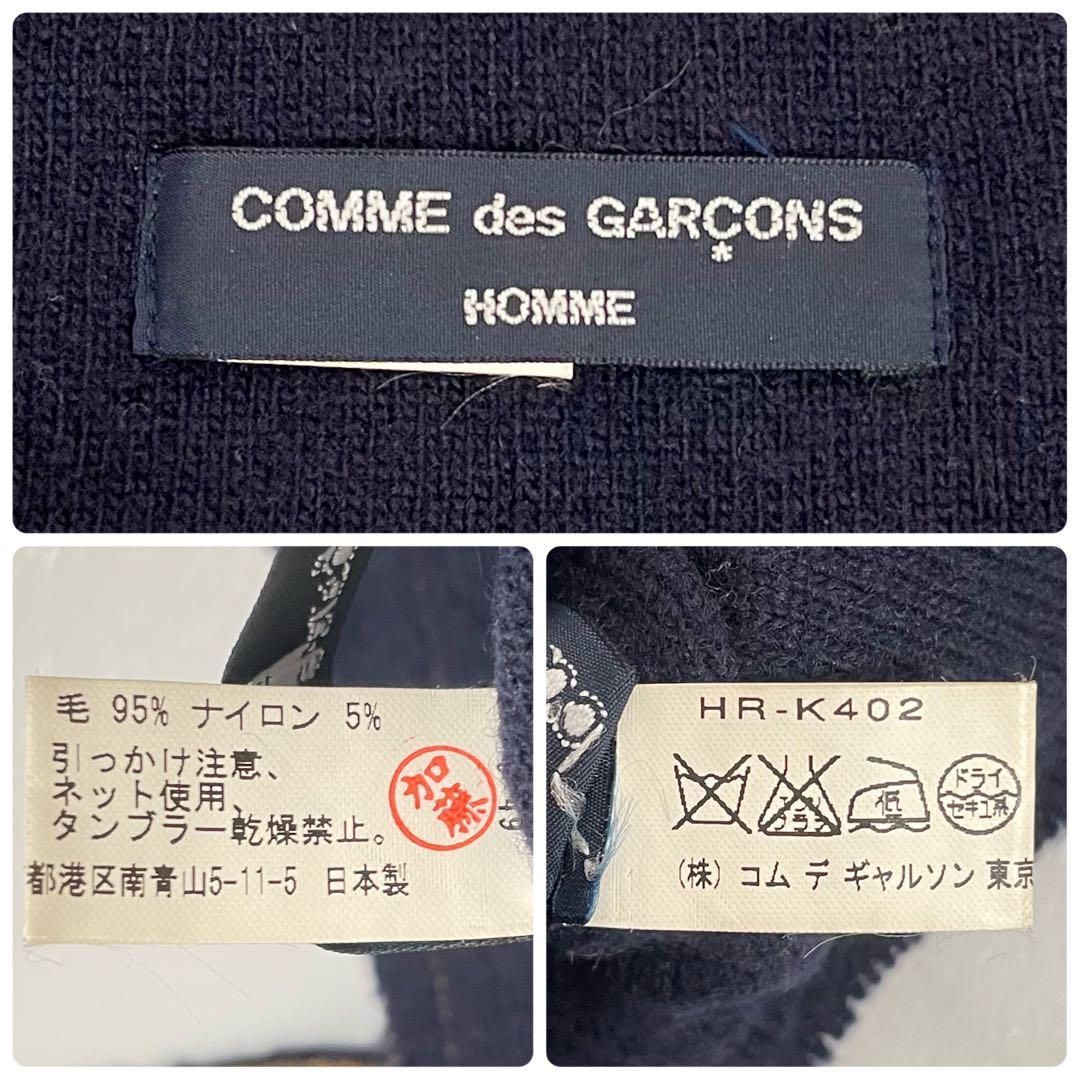 COMME des GARÇONS
HOMME
毛 95% ナイロン 5%
引っかけ注意、
ネット使用、
タンブラー乾燥禁止。
都港区南青山5-11-5 日本製
加藤
HR-K402
低
ドライ
セキユ系
(株) コム デ ギャルソン 東京